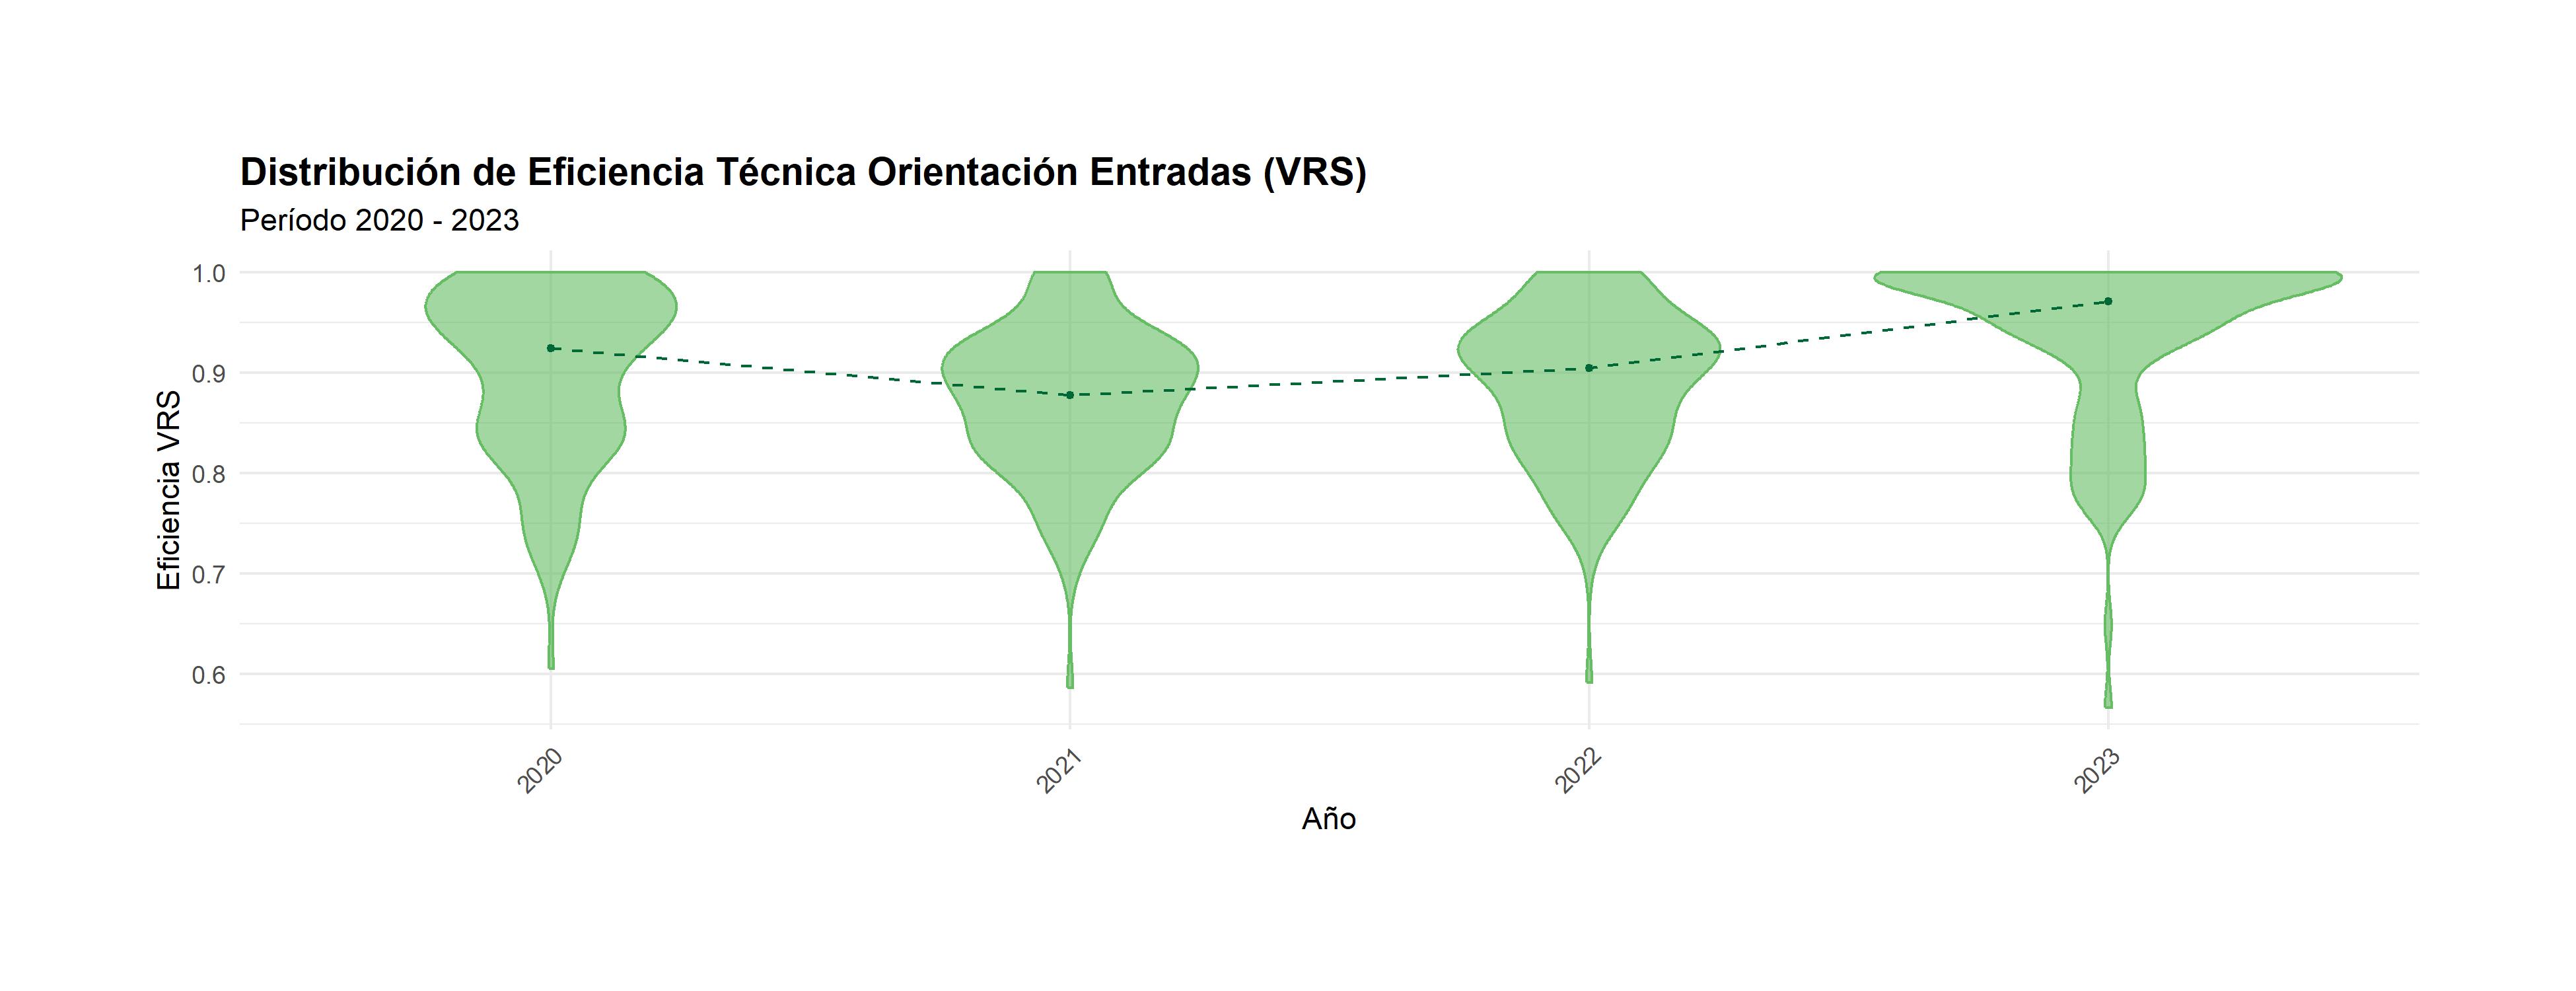 Distribución de Eficiencia Técnica Orientación Entradas (VRS)
Período 2020 - 2023
Eficiencia VRS
1.0
0.9
0.8
0.7
0.6
2020
2021
2022
2023
Año